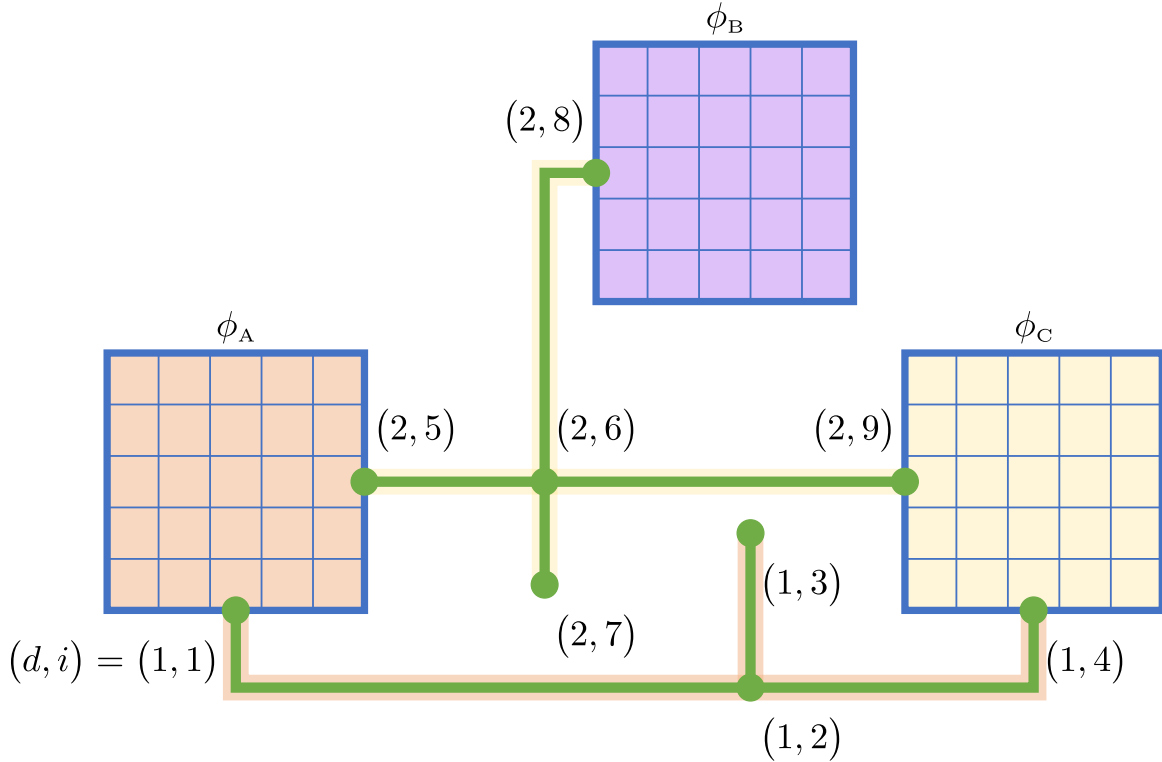 ϕ_B
(2, 8)
ϕ_A
ϕ_C
(2, 5)
(2, 6)
(2, 9)
(1, 3)
(2, 7)
(d, i) = (1, 1)
(1, 4)
(1, 2)